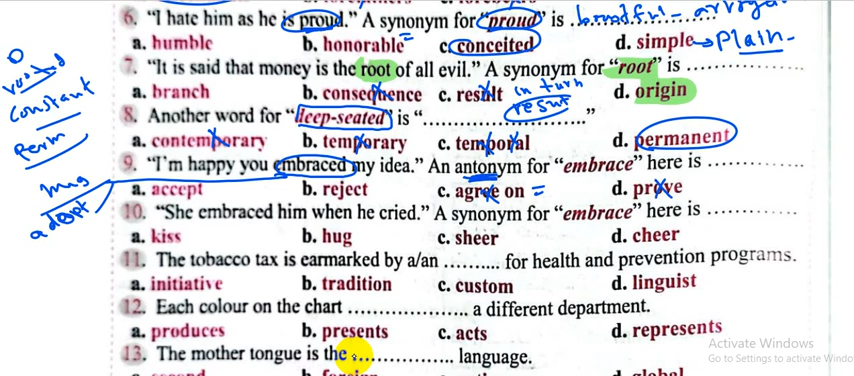 6. "I hate him as he is proud." A synonym for "proud" is ..................
a. humble b. honorable = c. conceited d. simple → Plain -
7. "It is said that money is the root of all evil." A synonym for "root" is ..................
a. branch b. consequence c. result in turn d. origin
8. Another word for "deep-seated" is "........................."
Constant
Perm
a. contemporary b. temporary c. temporal d. permanent
9. "I'm happy you embraced my idea." An antonym for "embrace" here is ..................
a. accept b. reject c. agree on = d. prove
adopt
10. "She embraced him when he cried." A synonym for "embrace" here is ..................
a. kiss b. hug c. sheer d. cheer
11. The tobacco tax is earmarked by a/an .......... for health and prevention programs.
a. initiative b. tradition c. custom d. linguist
12. Each colour on the chart ........................ a different department.
a. produces b. presents c. acts d. represents
13. The mother tongue is the ........................ language.
Activate Windows
Go to Settings to activate Windo